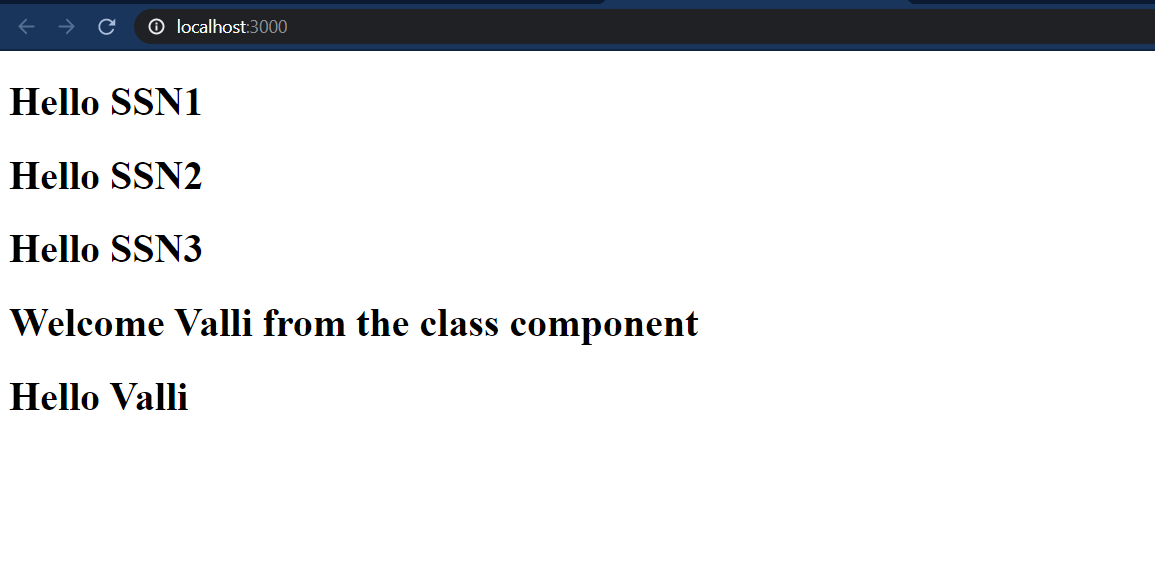 localhost:3000
Hello SSN1
Hello SSN2
Hello SSN3
Welcome Valli from the class component
Hello Valli